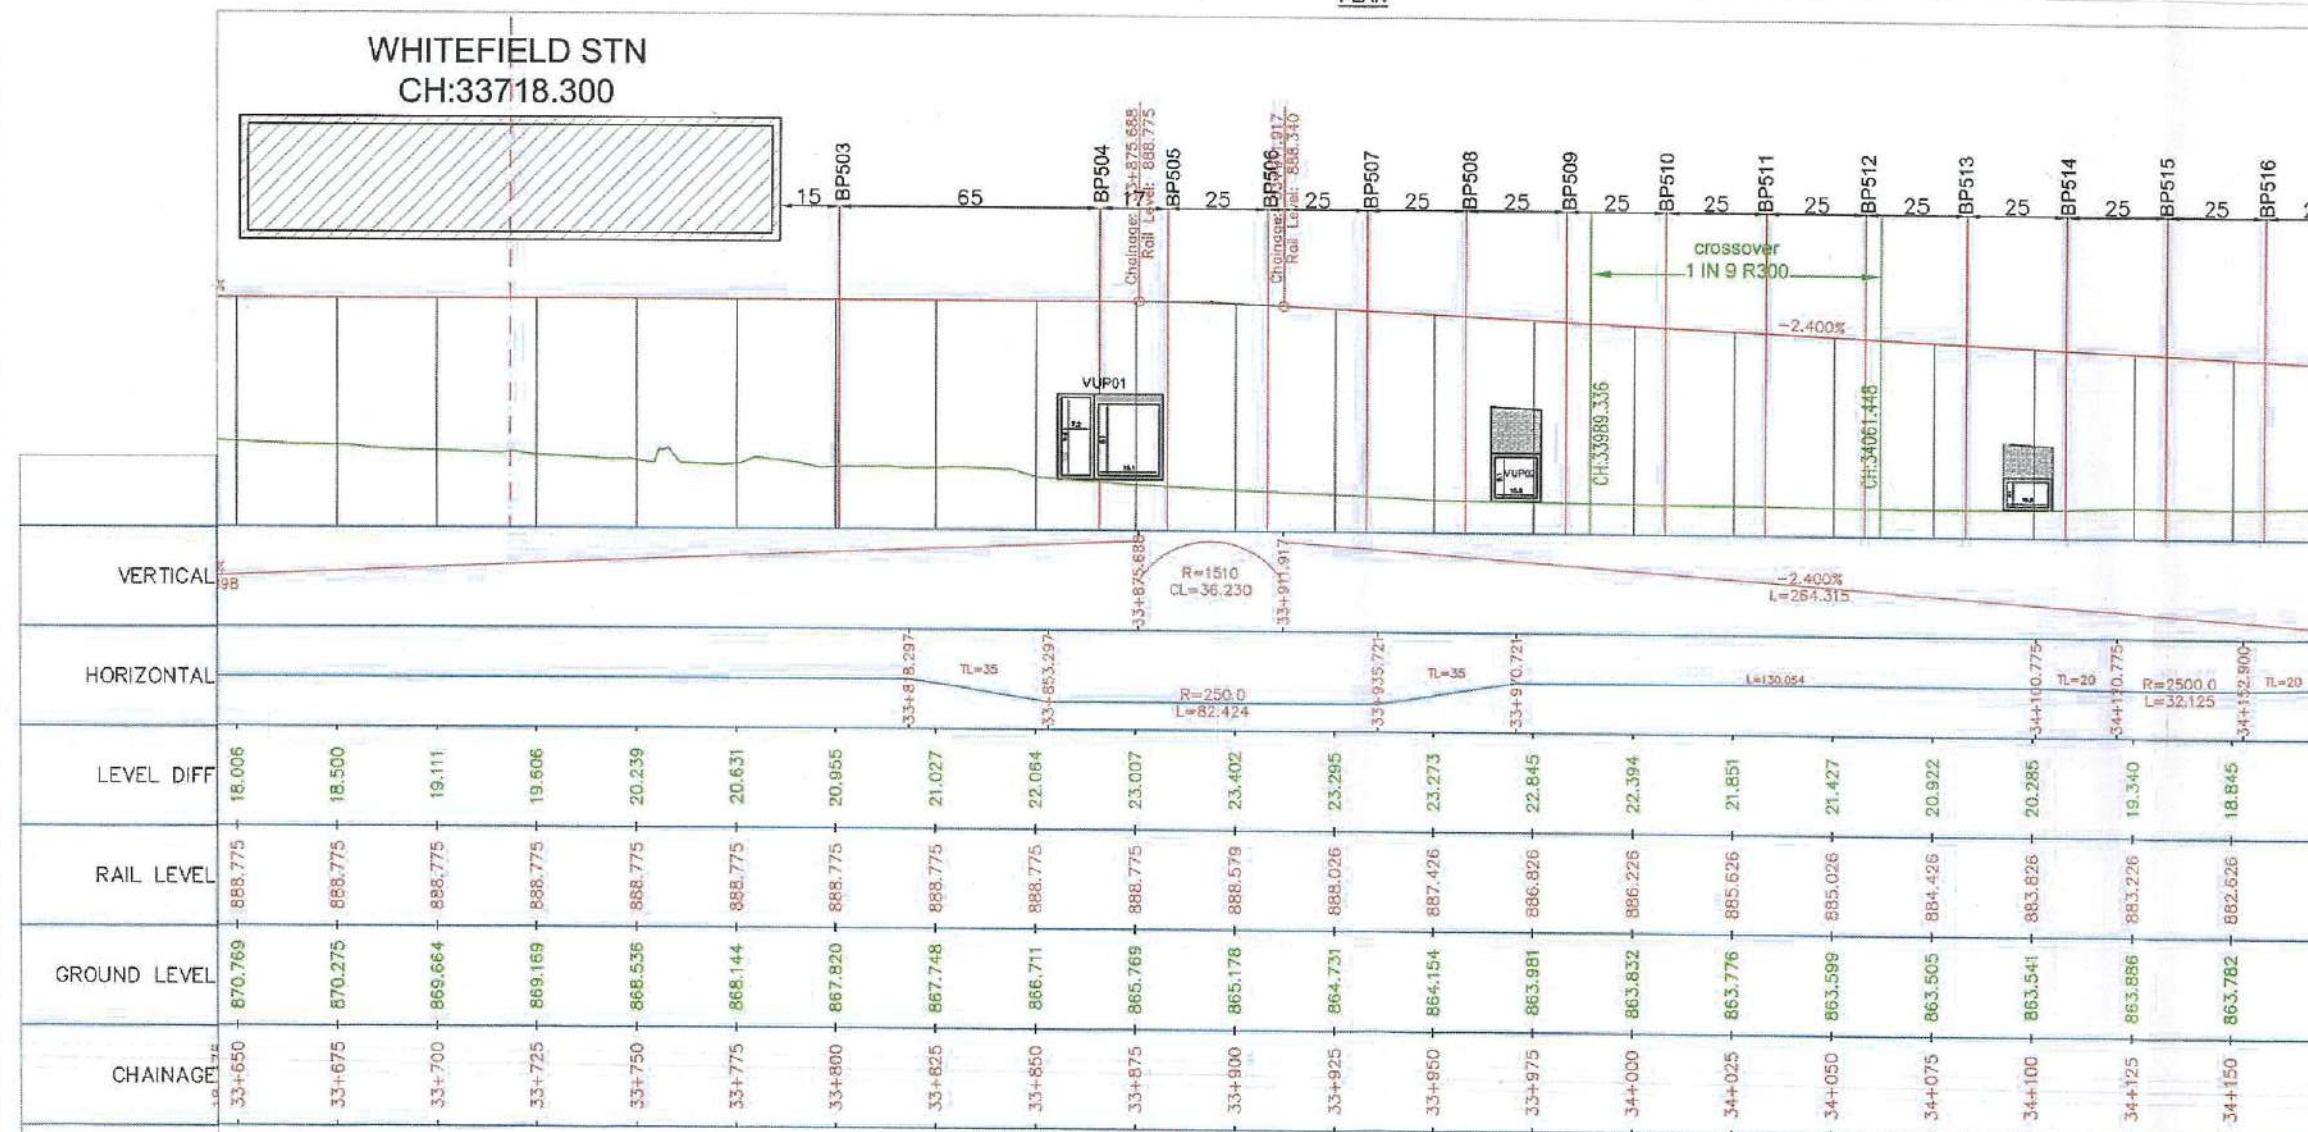 PLAN
WHITEFIELD STN
CH:33718.300
15
BP503
65
BP504
17
Chainage: 33+875.688
Rail Level: 888.775
BP505
25
BP506
Rail Level: 888.340
25
BP507
25
BP508
25
BP509
25
BP510
25
BP511
25
BP512
25
BP513
25
BP514
25
BP515
25
BP516
crossover
1 IN 9 R300
-2.400%
VUP01
VUP02
CH:33989.336
CH:34061.448
VERTICAL
98
33+875.688
R=1510
CL=36.230
33+911.917
-2.400%
L=264.315
HORIZONTAL
33+818.297
TL=35
33+853.297
R=250.0
L=82.424
33+935.721
TL=35
33+970.721
L=130.054
34+100.775
TL=20
34+120.775
R=2500.0
L=32.125
34+152.900
TL=20
LEVEL DIFF 18.006 18.500 19.111 19.606 20.239 20.631 20.955 21.027 22.064 23.007 23.402 23.295 23.273 22.845 22.394 21.851 21.427 20.922 20.285 19.340 18.845
RAIL LEVEL 888.775 888.775 888.775 888.775 888.775 888.775 888.775 888.775 888.775 888.775 888.579 888.026 887.426 886.826 886.226 885.626 885.026 884.426 883.826 883.226 882.626
GROUND LEVEL 870.769 870.275 869.664 869.169 868.536 868.144 867.820 867.748 866.711 865.769 865.178 864.731 864.154 863.981 863.832 863.776 863.599 863.505 863.541 863.886 863.782
CHAINAGE 33+650 33+675 33+700 33+725 33+750 33+775 33+800 33+825 33+850 33+875 33+900 33+925 33+950 33+975 34+000 34+025 34+050 34+075 34+100 34+125 34+150